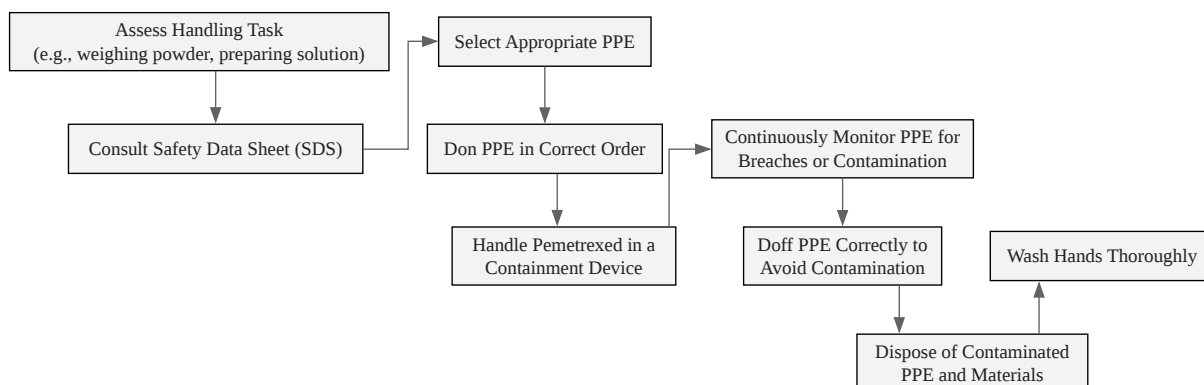 Assess Handling Task
(e.g., weighing powder, preparing solution)
Consult Safety Data Sheet (SDS)
Select Appropriate PPE
Don PPE in Correct Order
Handle Pemetrexed in a
Containment Device
Continuously Monitor PPE for
Breaches or Contamination
Doff PPE Correctly to
Avoid Contamination
Dispose of Contaminated
PPE and Materials
Wash Hands Thoroughly